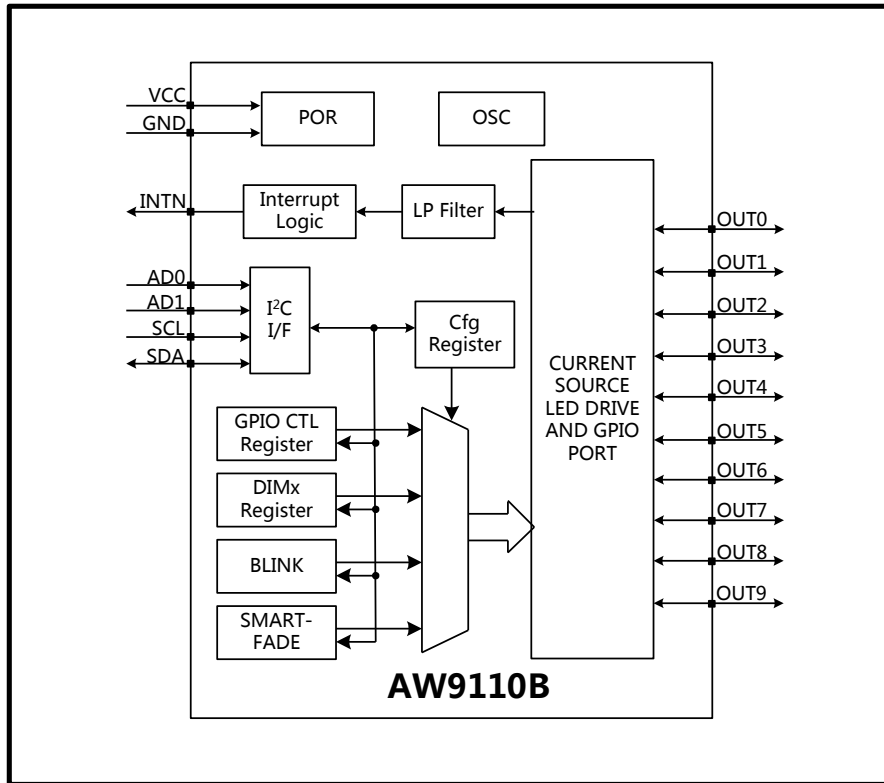 VCC
GND
POR
OSC
INTN
Interrupt
Logic
LP Filter
AD0
AD1
SCL
SDA
I²C
I/F
Cfg
Register
GPIO CTL
Register
DIMx
Register
BLINK
SMART-
FADE
CURRENT
SOURCE
LED DRIVE
AND GPIO
PORT
OUT0
OUT1
OUT2
OUT3
OUT4
OUT5
OUT6
OUT7
OUT8
OUT9
AW9110B